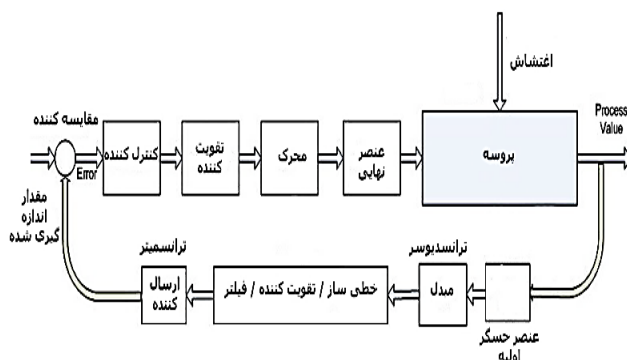 اغتشاش
Process
Value
مقایسه کننده
Error
کنترل کننده
تقویت
کننده
محرک
عنصر
نهایی
پروسه
مقدار
اندازه
گیری شده
ترانسمیتر
ارسال
کننده
خطی ساز / تقویت کننده / فیلتر
ترانسدیوسر
مبدل
عنصر حسگر
اولیه